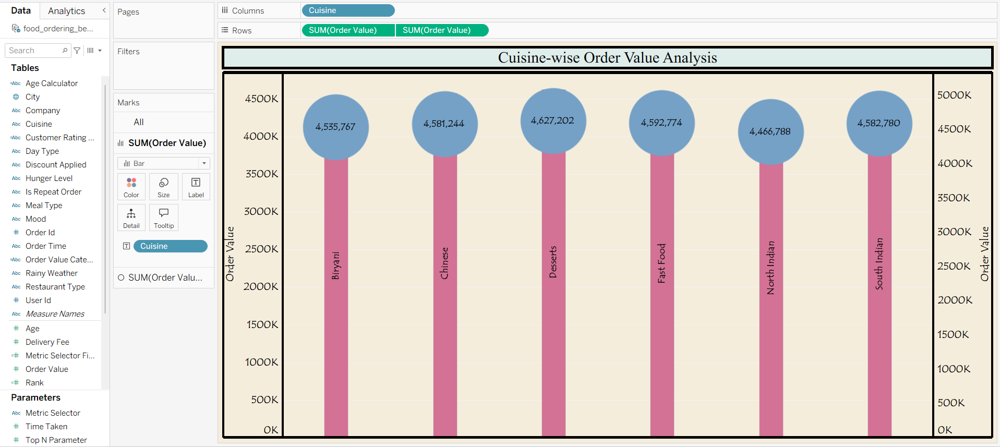 Data
Analytics
food_ordering_be...
Search
Tables
Age Calculator
City
Company
Cuisine
Customer Rating ...
Day Type
Discount Applied
Hunger Level
Is Repeat Order
Meal Type
Mood
Order Id
Order Time
Order Value Cate...
Rainy Weather
Restaurant Type
User Id
Measure Names
Age
Delivery Fee
Metric Selector Fi...
Order Value
Rank
Parameters
Metric Selector
Time Taken
Top N Parameter
Pages
Filters
Marks
All
SUM(Order Value)
Bar
Color Size Label
Detail Tooltip
Cuisine
SUM(Order Valu...
Columns Cuisine
Rows SUM(Order Value) SUM(Order Value)
Cuisine-wise Order Value Analysis
Order Value
4500K
4000K
3500K
3000K
2500K
2000K
1500K
1000K
500K
0K
4,535,767 4,581,244 4,627,202 4,592,774 4,466,788 4,582,780
Biryani
Chinese
Desserts
Fast Food
North Indian
South Indian
5000K
4500K
4000K
3500K
3000K
2500K
2000K
1500K
1000K
500K
0K
Order Value